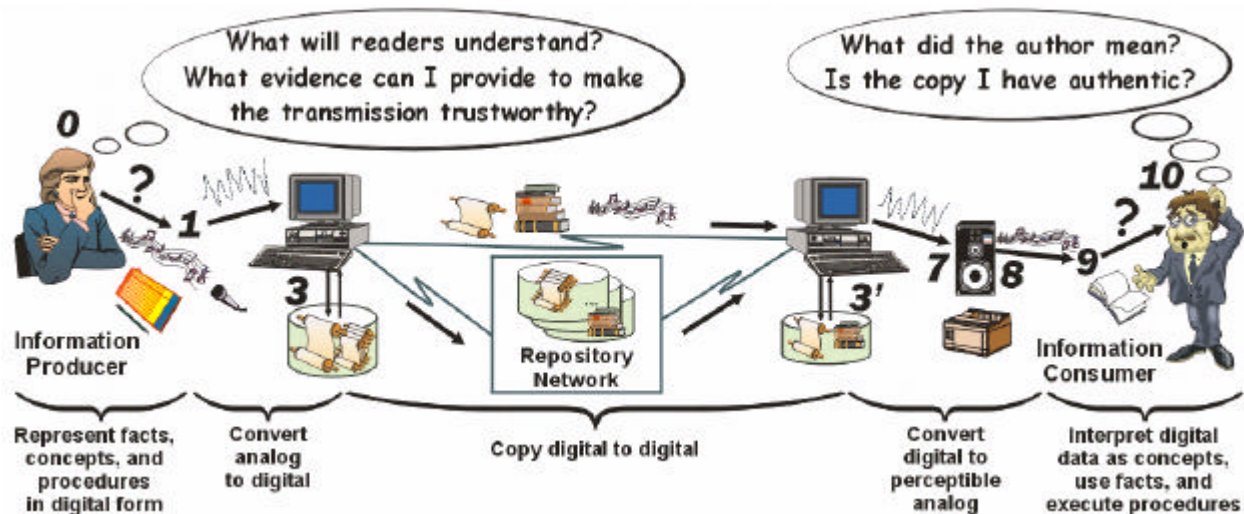 What will readers understand?
What evidence can I provide to make
the transmission trustworthy?
What did the author mean?
Is the copy I have authentic?
0
?
1
3
7
8
3'
9
?
10
Information
Producer
...
Repository
Network
Information
Consumer
Represent facts,
concepts, and
procedures
in digital form
Convert
analog
to digital
Copy digital to digital
Convert
digital to
perceptible
analog
Interpret digital
data as concepts,
use facts, and
execute procedures